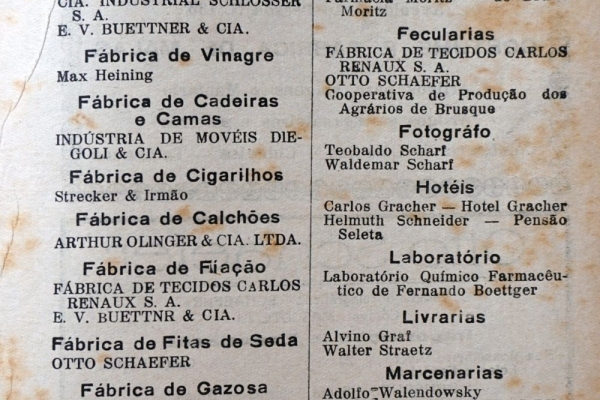 CIA. INDUSTRIAL SCHLÖSSER
S. A.
E. V. BUETTNER & CIA.
Fábrica de Vinagre
Max Heining
Fábrica de Cadeiras
e Camas
INDÚSTRIA DE MOVÉIS DIE-
GOLI & CIA.
Fábrica de Cigarilhos
Strecker & Irmão
Fábrica de Calchões
ARTHUR OLINGER & CIA. LTDA.
Fábrica de Fiação
FÁBRICA DE TECIDOS CARLOS
RENAUX S. A.
E. V. BUETTNR & CIA.
Fábrica de Fitas de Seda
OTTO SCHAEFER
Fábrica de Gazosa
Moritz
Fecularias
FÁBRICA DE TECIDOS CARLOS
RENAUX S. A.
OTTO SCHAEFER
Cooperativa de Produção dos
Agrários de Brusque
Fotográfo
Teobaldo Scharf
Waldemar Scharf
Hotéis
Carlos Gracher — Hotel Gracher
Helmuth Schneider — Pensão
Seleta
Laboratório
Laboratório Químico Farmacêu-
tico de Fernando Boettger
Livrarias
Alvino Graf
Walter Straetz
Marcenarias
Adolfo Walendowsky